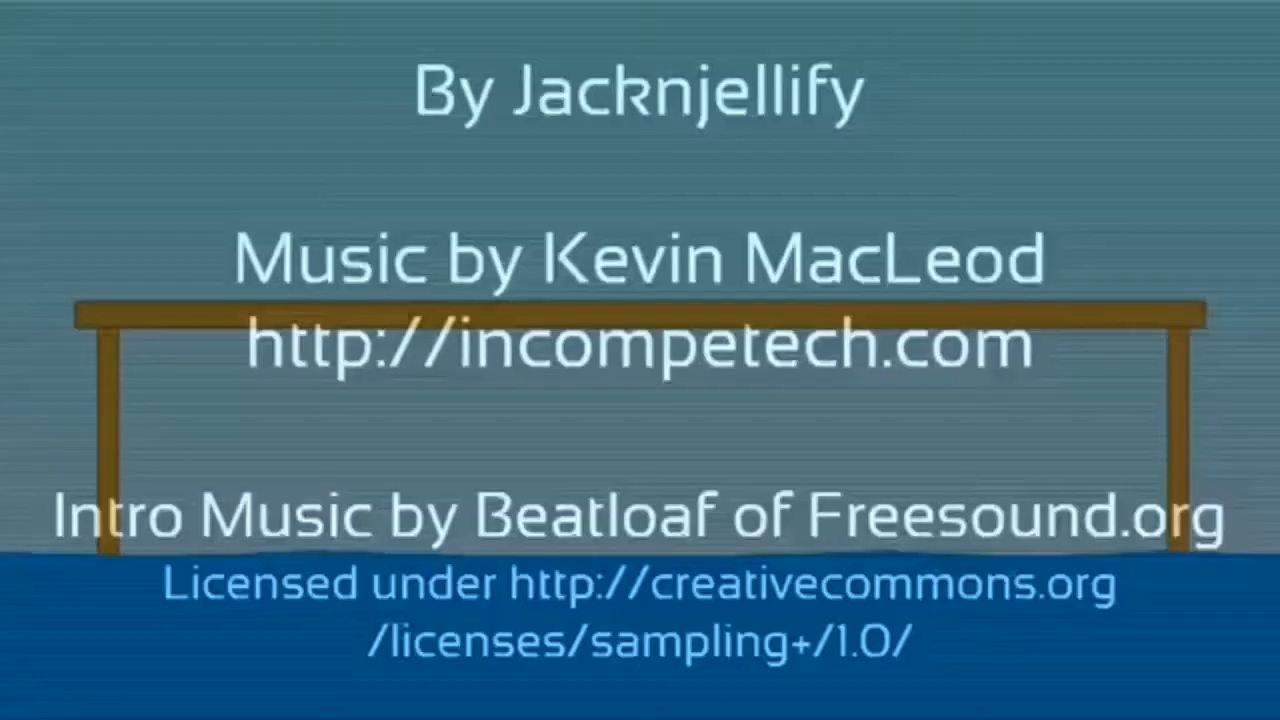 By Jacknjellify
Music by Kevin MacLeod
http://incompetech.com
Intro Music by Beatloaf of Freesound.org
Licensed under http://creativecommons.org
/licenses/sampling+/1.0/